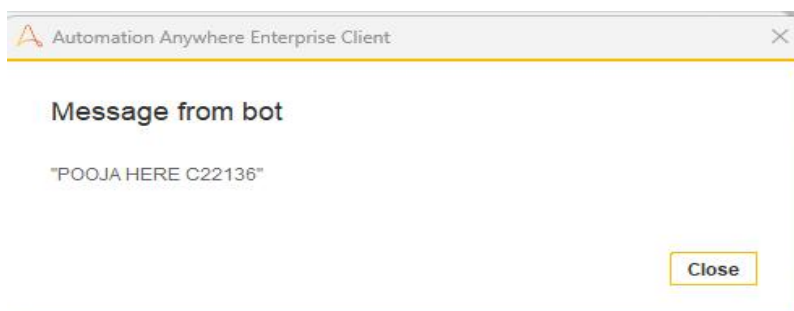 Automation Anywhere Enterprise Client
Message from bot
"POOJA HERE C22136"
Close